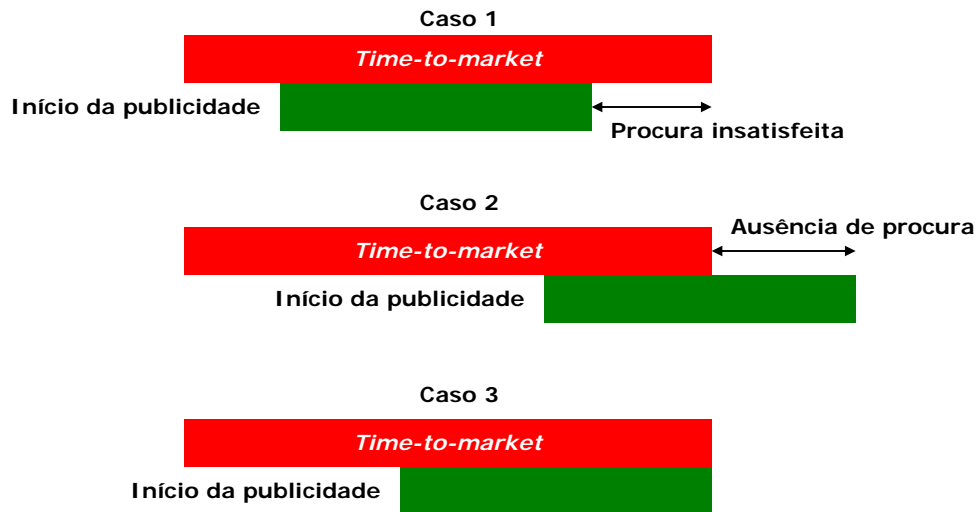 Caso 1
Time-to-market
Início da publicidade
Procura insatisfeita
Caso 2
Ausência de procura
Time-to-market
Início da publicidade
Caso 3
Time-to-market
Início da publicidade